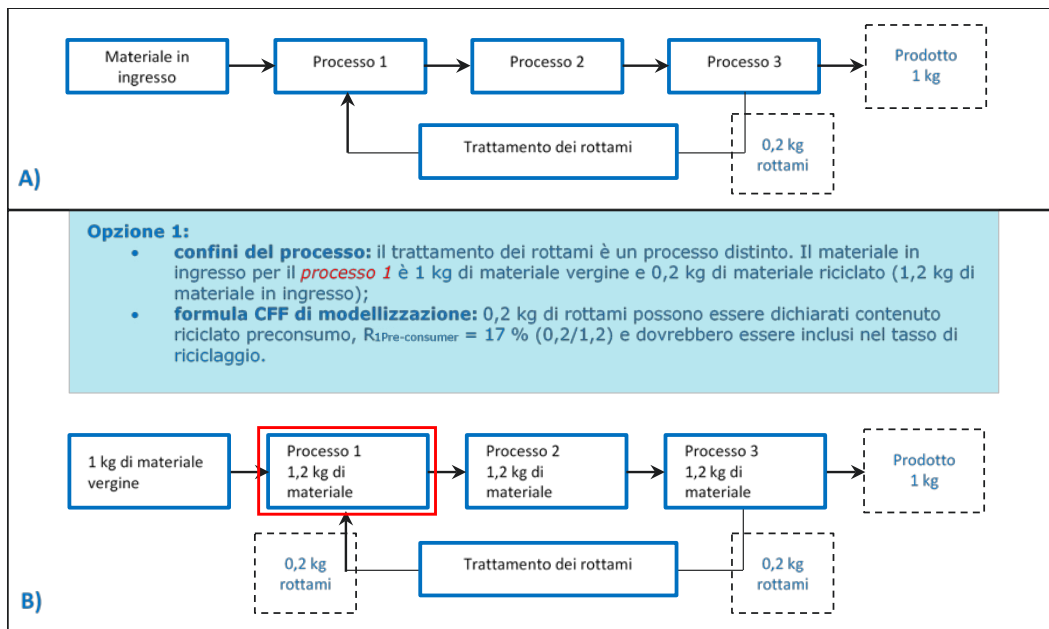 Materiale in
ingresso
Processo 1
Processo 2
Processo 3
Prodotto
1 kg
Trattamento dei rottami
0,2 kg
rottami
A)
Opzione 1:
• confini del processo: il trattamento dei rottami è un processo distinto. Il materiale in
ingresso per il processo 1 è 1 kg di materiale vergine e 0,2 kg di materiale riciclato (1,2 kg di
materiale in ingresso);
• formula CFF di modellizzazione: 0,2 kg di rottami possono essere dichiarati contenuto
riciclato preconsumo, R1Pre-consumer = 17 % (0,2/1,2) e dovrebbero essere inclusi nel tasso di
riciclaggio.
1 kg di materiale
vergine
Processo 1
1,2 kg di
materiale
Processo 2
1,2 kg di
materiale
Processo 3
1,2 kg di
materiale
Prodotto
1 kg
0,2 kg
rottami
Trattamento dei rottami
0,2 kg
rottami
B)